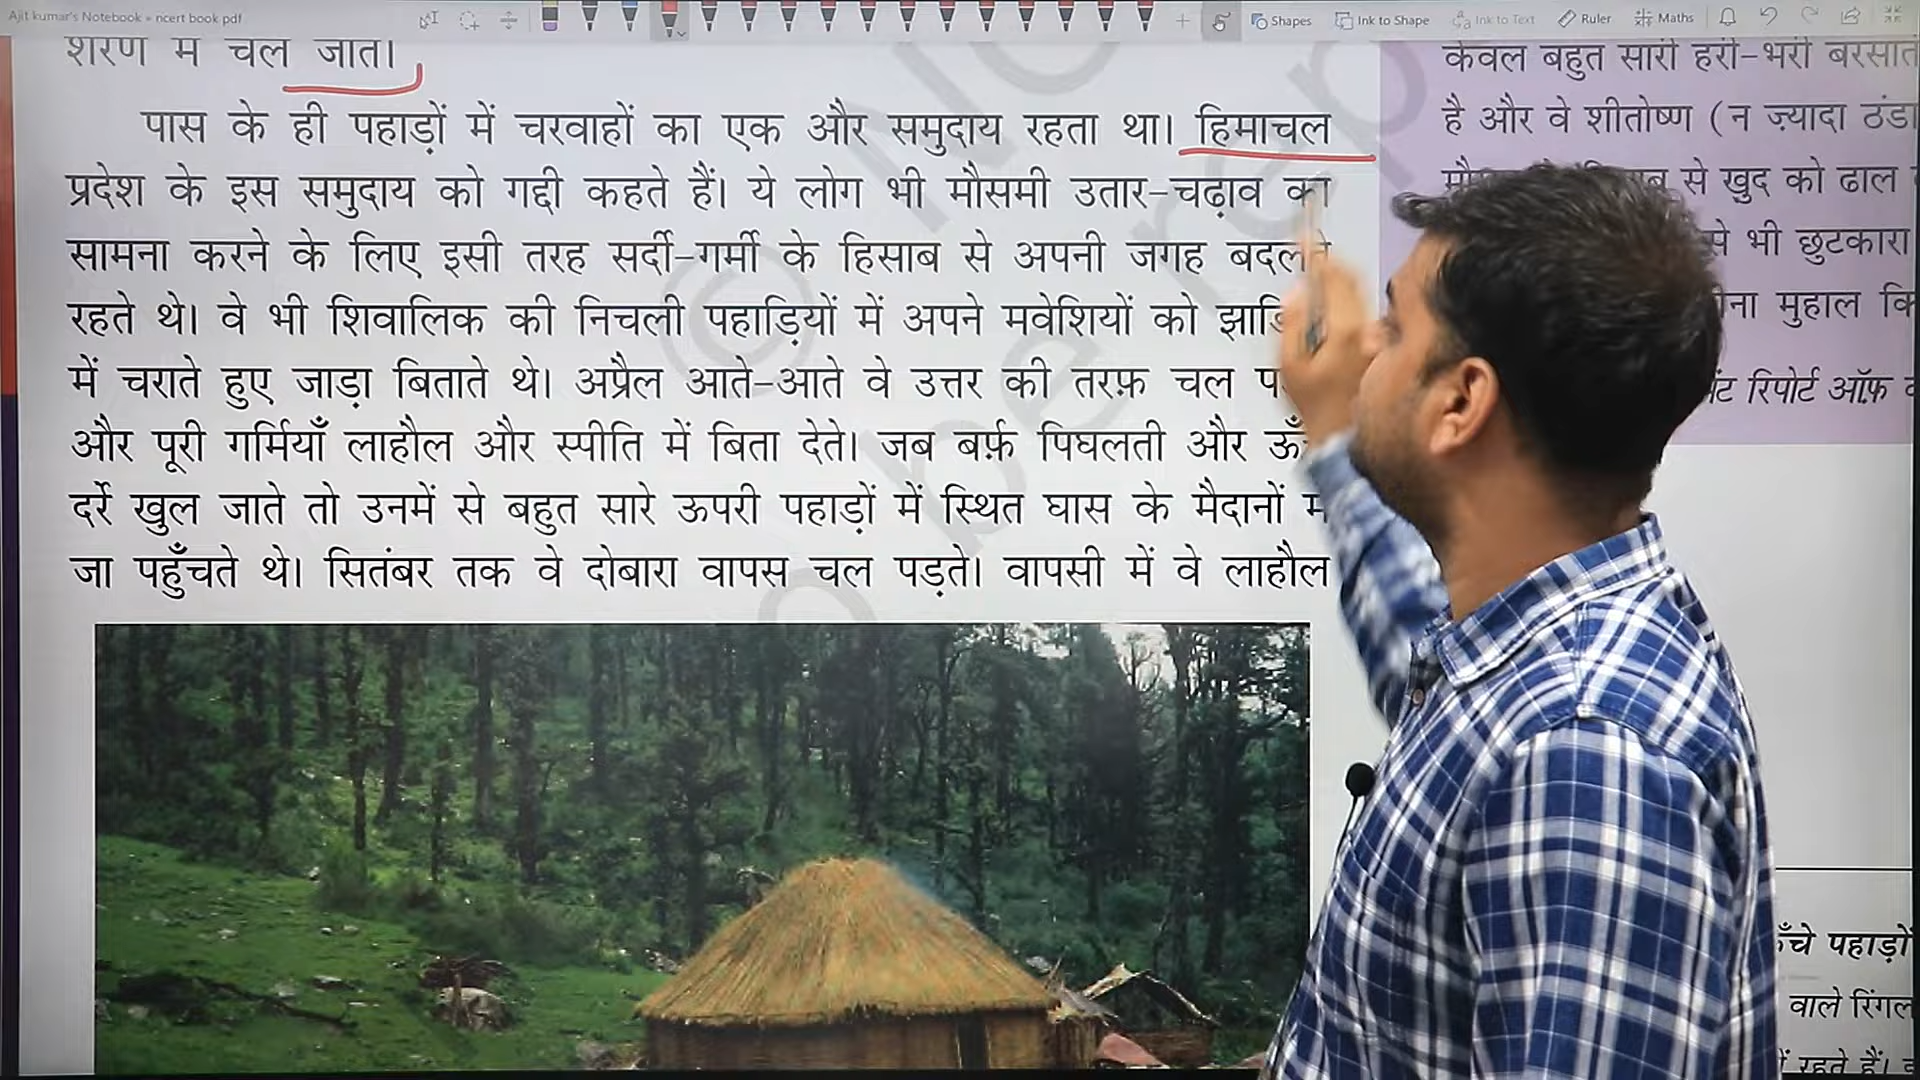 Ajit kumar's Notebook » ncert book pdf
Shapes
Ink to Shape
Ink to Text
Ruler
Maths
शरण में चले जाते।
पास के ही पहाड़ों में चरवाहों का एक और समुदाय रहता था। हिमाचल
प्रदेश के इस समुदाय को गद्दी कहते हैं। ये लोग भी मौसमी उतार-चढ़ाव का
सामना करने के लिए इसी तरह सर्दी-गर्मी के हिसाब से अपनी जगह बदलते
रहते थे। वे भी शिवालिक की निचली पहाड़ियों में अपने मवेशियों को
में चराते हुए जाड़ा बिताते थे। अप्रैल आते-आते वे उत्तर की तरफ़ चल
और पूरी गर्मियाँ लाहौल और स्पीति में बिता देते। जब बर्फ़ पिघलती और
दर्रे खुल जाते तो उनमें से बहुत सारे ऊपरी पहाड़ों में स्थित घास के मैदानों में
जा पहुँचते थे। सितंबर तक वे दोबारा वापस चल पड़ते। वापसी में वे लाहौल
केवल बहुत सारी हरी-भरी
है और वे शीतोष्ण (न ज़्यादा ठंडा
से खुद को ढाल
से भी छुटकारा
मुहाल
रिपोर्ट ऑफ़
पहाड़ों
वाले
रहते हैं।